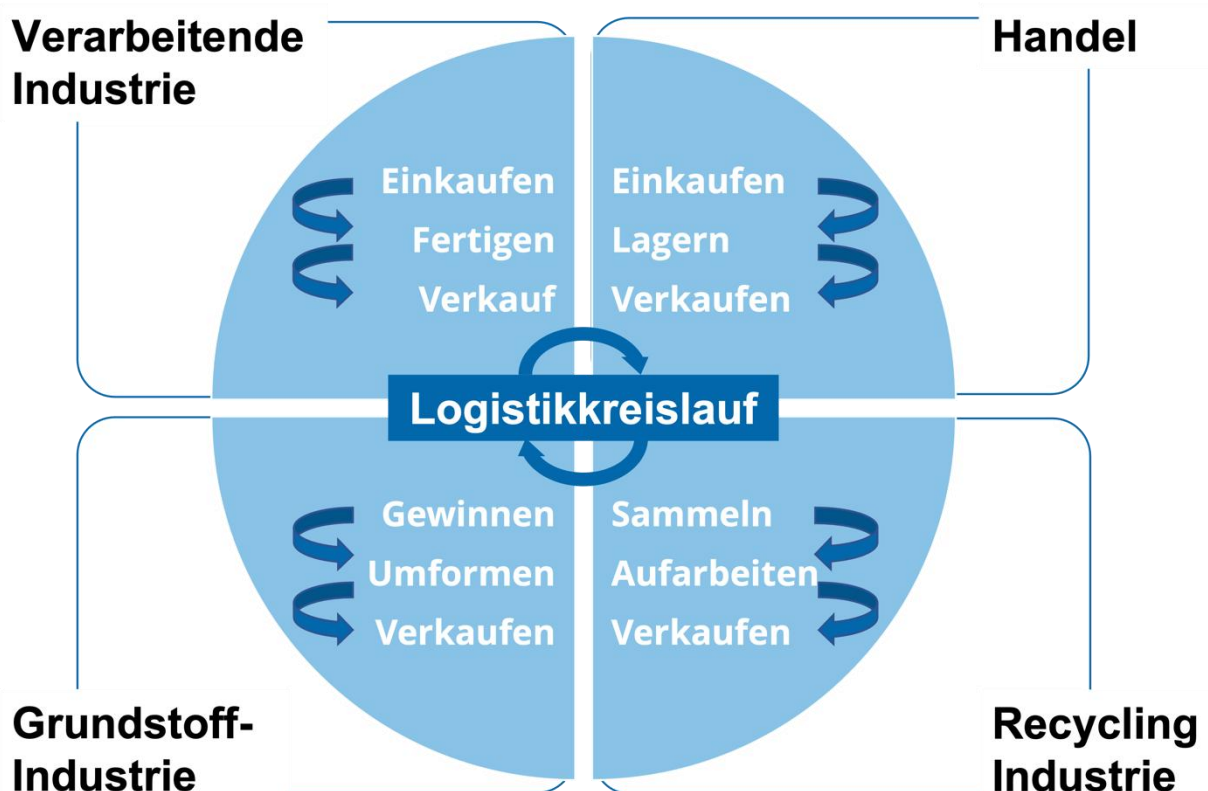 Verarbeitende
Industrie
Handel
Einkaufen
Fertigen
Verkauf
Einkaufen
Lagern
Verkaufen
Logistikkreislauf
Gewinnen
Umformen
Verkaufen
Sammeln
Aufarbeiten
Verkaufen
Grundstoff-
Industrie
Recycling
Industrie